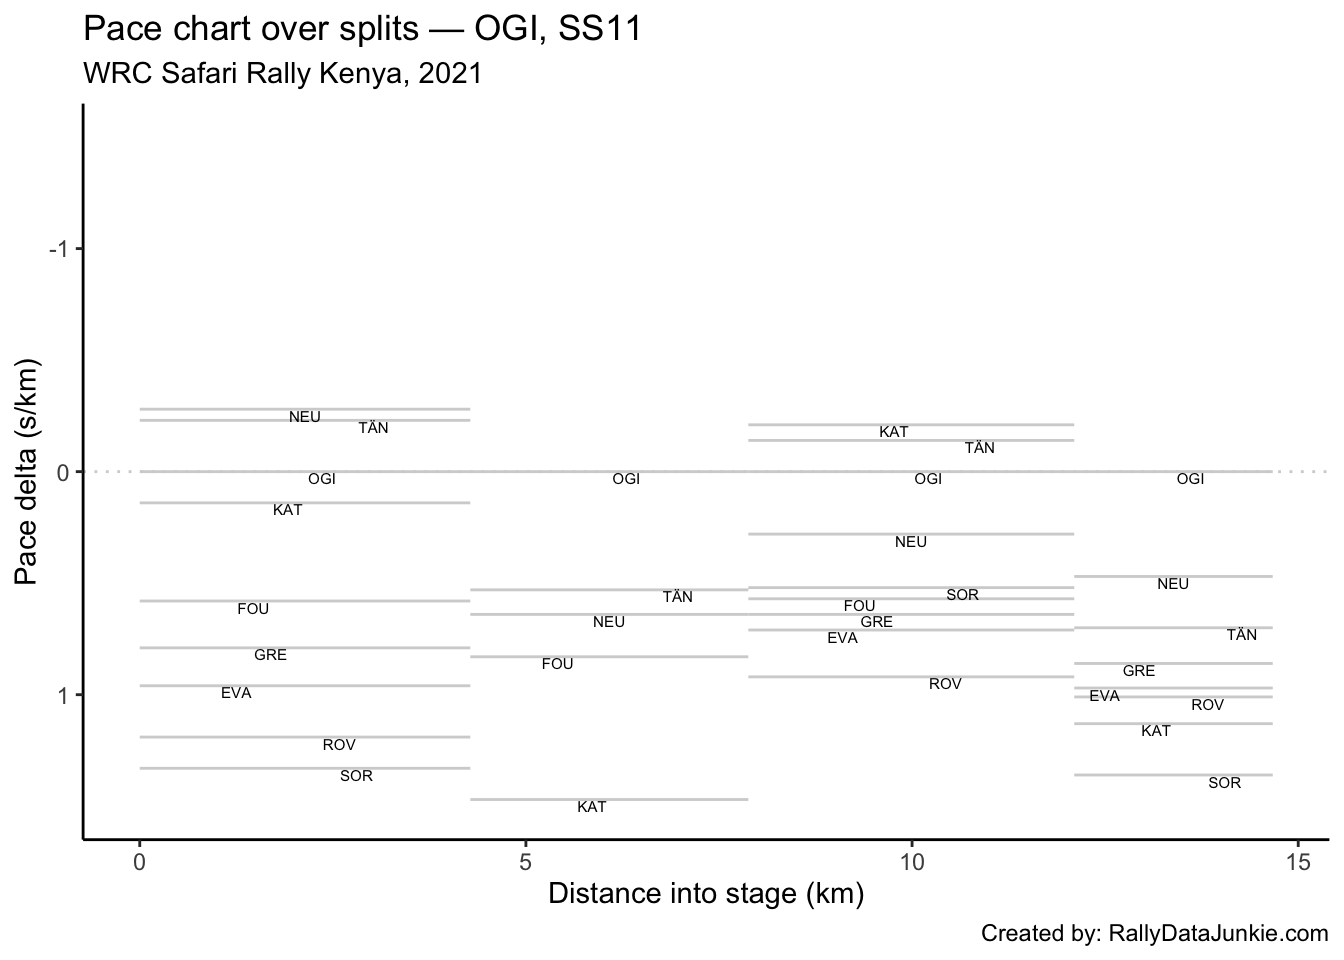 Pace chart over splits — OGI, SS11
WRC Safari Rally Kenya, 2021
Pace delta (s/km)
-1
0
1
NEU
TÄN
OGI
KAT
FOU
GRE
EVA
ROV
SOR
OGI
TÄN
NEU
FOU
KAT
KAT
TÄN
OGI
NEU
SOR
FOU
GRE
EVA
ROV
OGI
NEU
TÄN
GRE
EVA
ROV
KAT
SOR
0 5 10 15
Distance into stage (km)
Created by: RallyDataJunkie.com